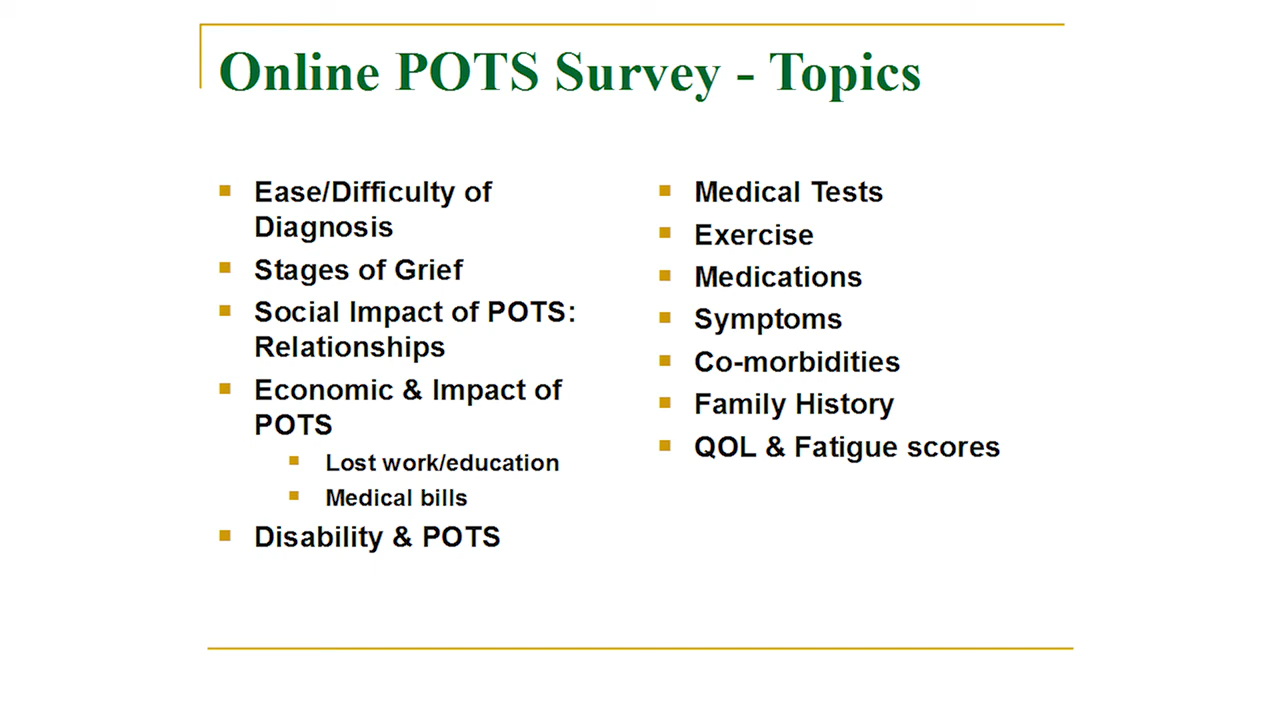 Online POTS Survey - Topics
Ease/Difficulty of
Diagnosis
Stages of Grief
Social Impact of POTS:
Relationships
Economic & Impact of
POTS
Lost work/education
Medical bills
Disability & POTS
Medical Tests
Exercise
Medications
Symptoms
Co-morbidities
Family History
QOL & Fatigue scores